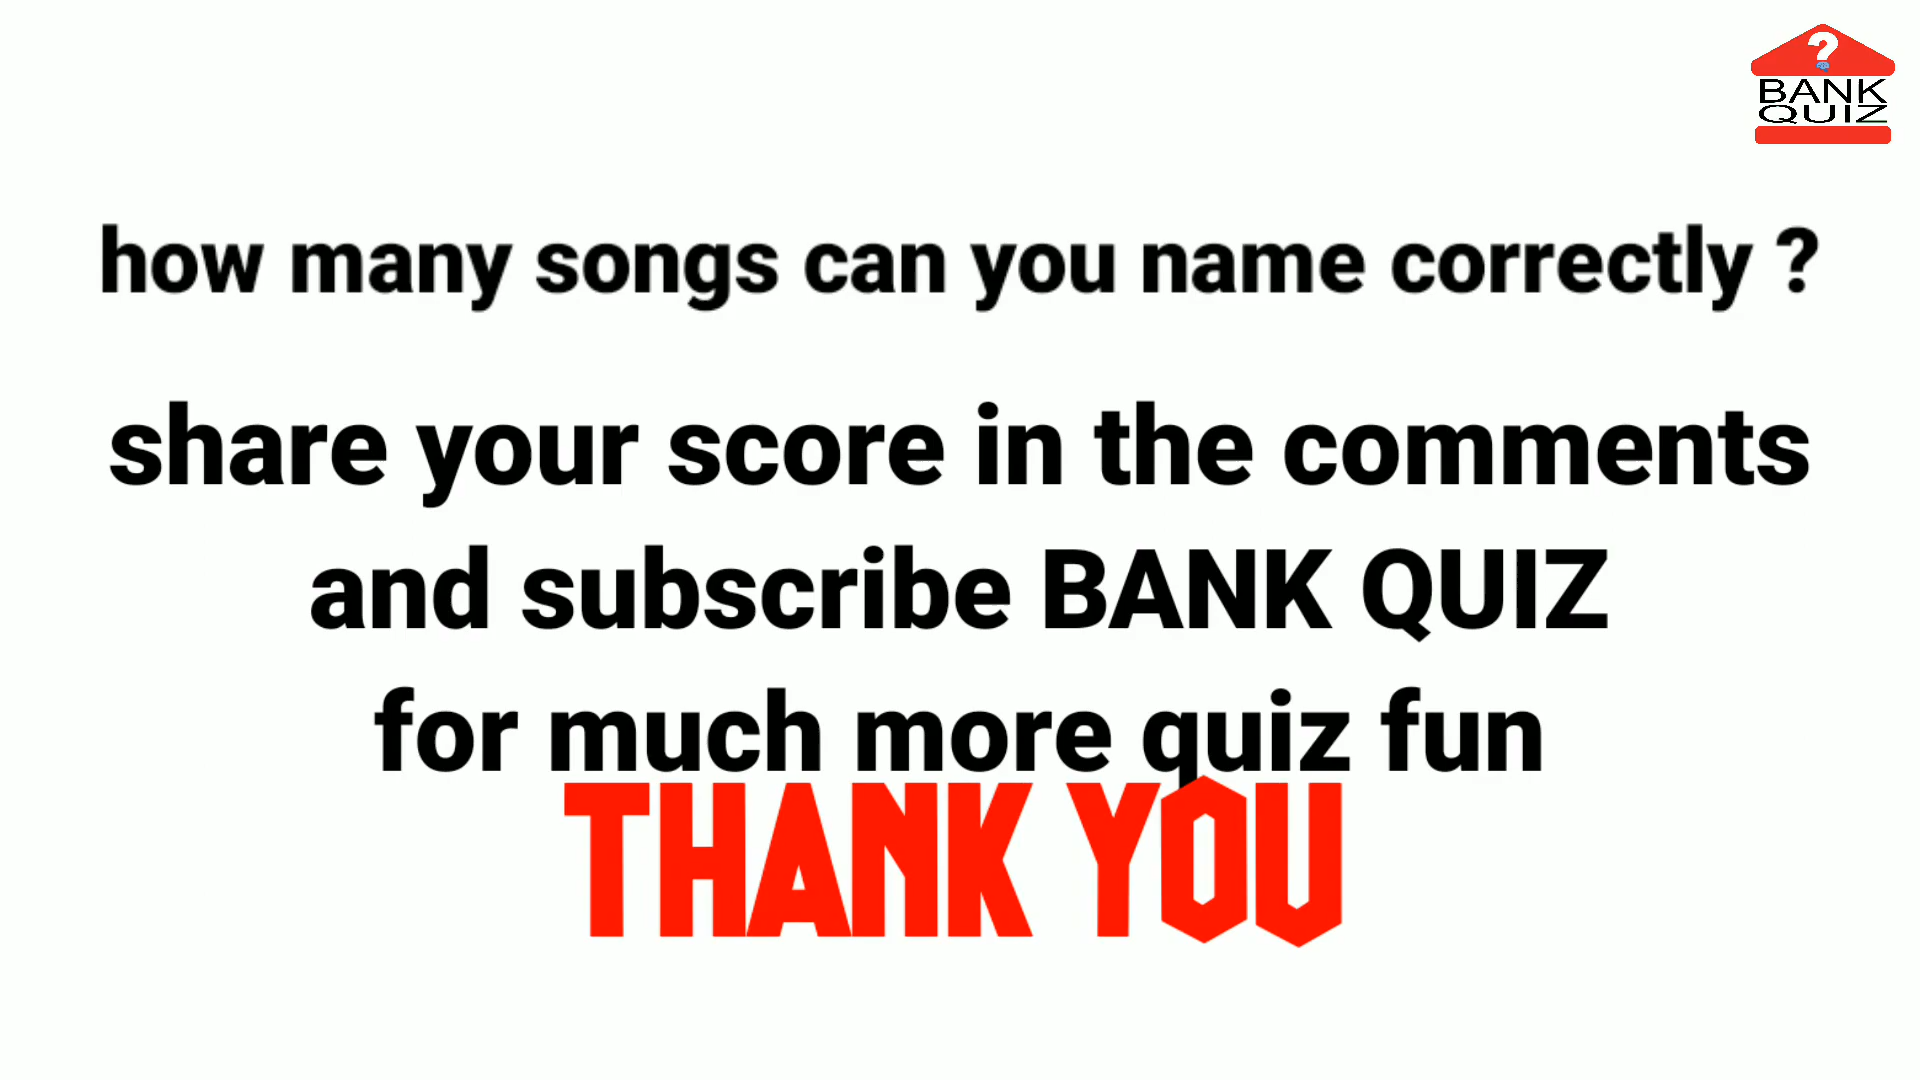 ?
BANK
QUIZ
how many songs can you name correctly ?
share your score in the comments
and subscribe BANK QUIZ
for much more quiz fun
THANK YOU